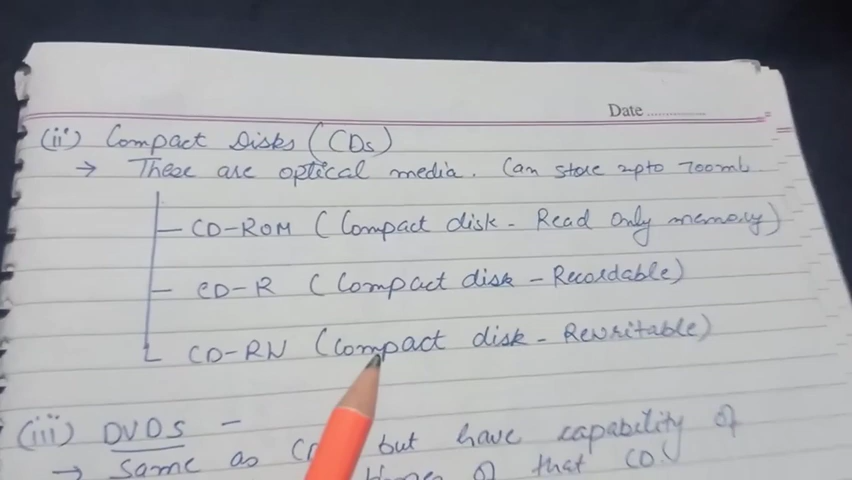 Date ............
(ii) Compact Disks (CDs)
→ These are optical media. Can store upto 700mb
CD-ROM (Compact disk - Read Only memory)
CD-R (Compact disk - Recordable)
CD-RW (Compact disk - Rewritable)
(iii) DVDS -
→ Same as but have capability of
of that CD